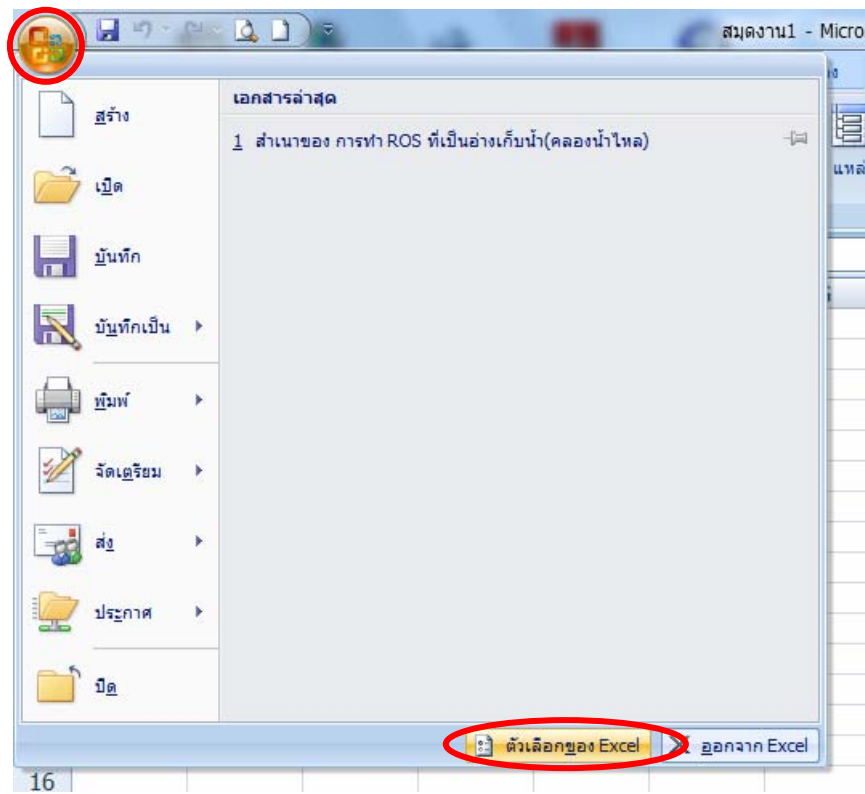 สมุดงาน1 - Micro
สร้าง
เปิด
บันทึก
บันทึกเป็น
พิมพ์
จัดเตรียม
ส่ง
ประกาศ
ปิด
เอกสารล่าสุด
1 สำเนาของ การทำ ROS ที่เป็นอ่างเก็บน้ำ(คลองน้ำไหล)
แหล่
ตัวเลือกของ Excel
ออกจาก Excel
16